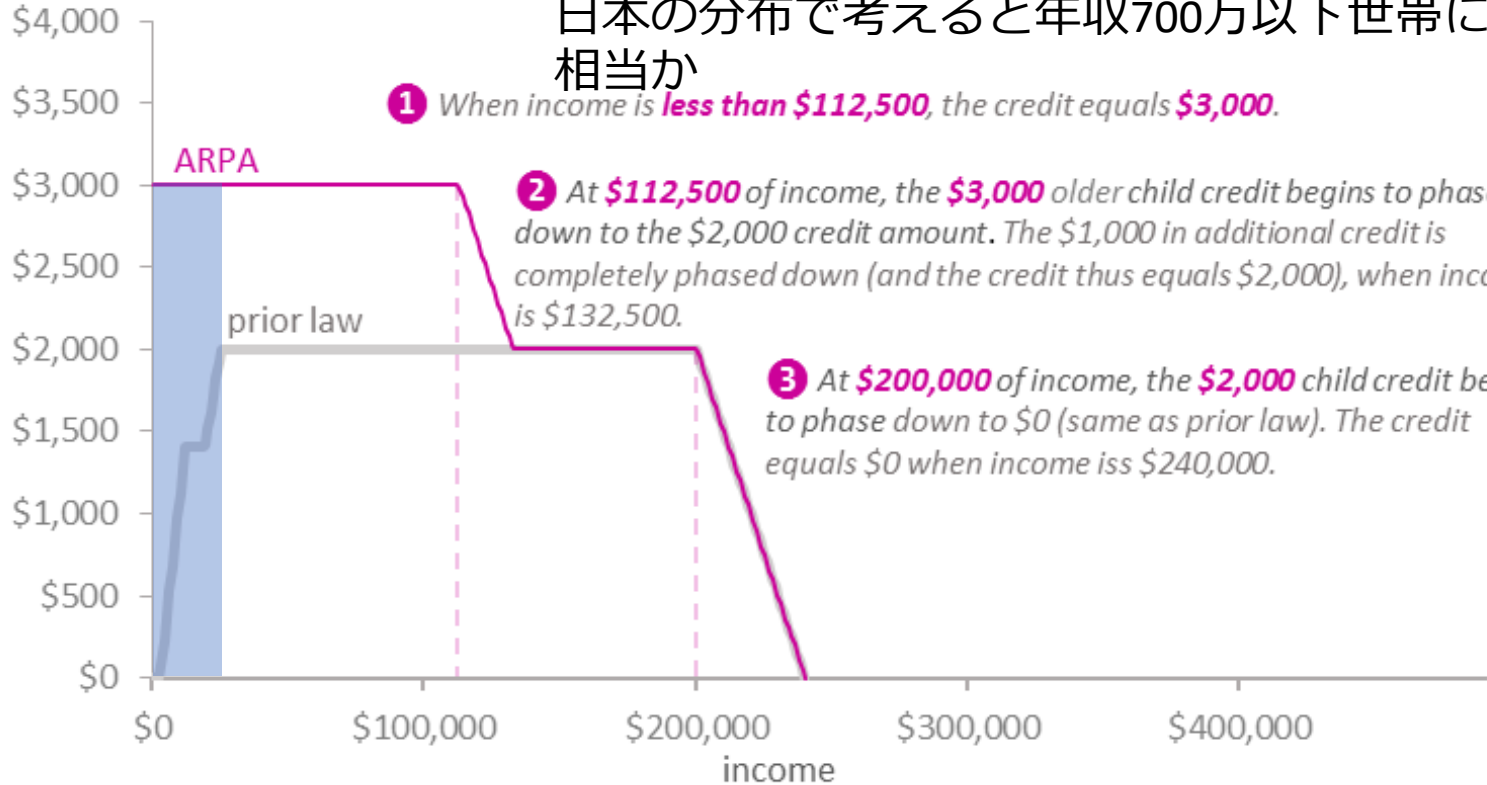 日本の分布で考えると年収700万以下世帯に
相当か
$4,000
$3,500
$3,000
$2,500
$2,000
$1,500
$1,000
$500
$0
1 When income is less than $112,500, the credit equals $3,000.
ARPA
2 At $112,500 of income, the $3,000 older child credit begins to phas
down to the $2,000 credit amount. The $1,000 in additional credit is
completely phased down (and the credit thus equals $2,000), when inc
is $132,500.
prior law
3 At $200,000 of income, the $2,000 child credit be
to phase down to $0 (same as prior law). The credit
equals $0 when income iss $240,000.
$0
$100,000
$200,000
$300,000
$400,000
income